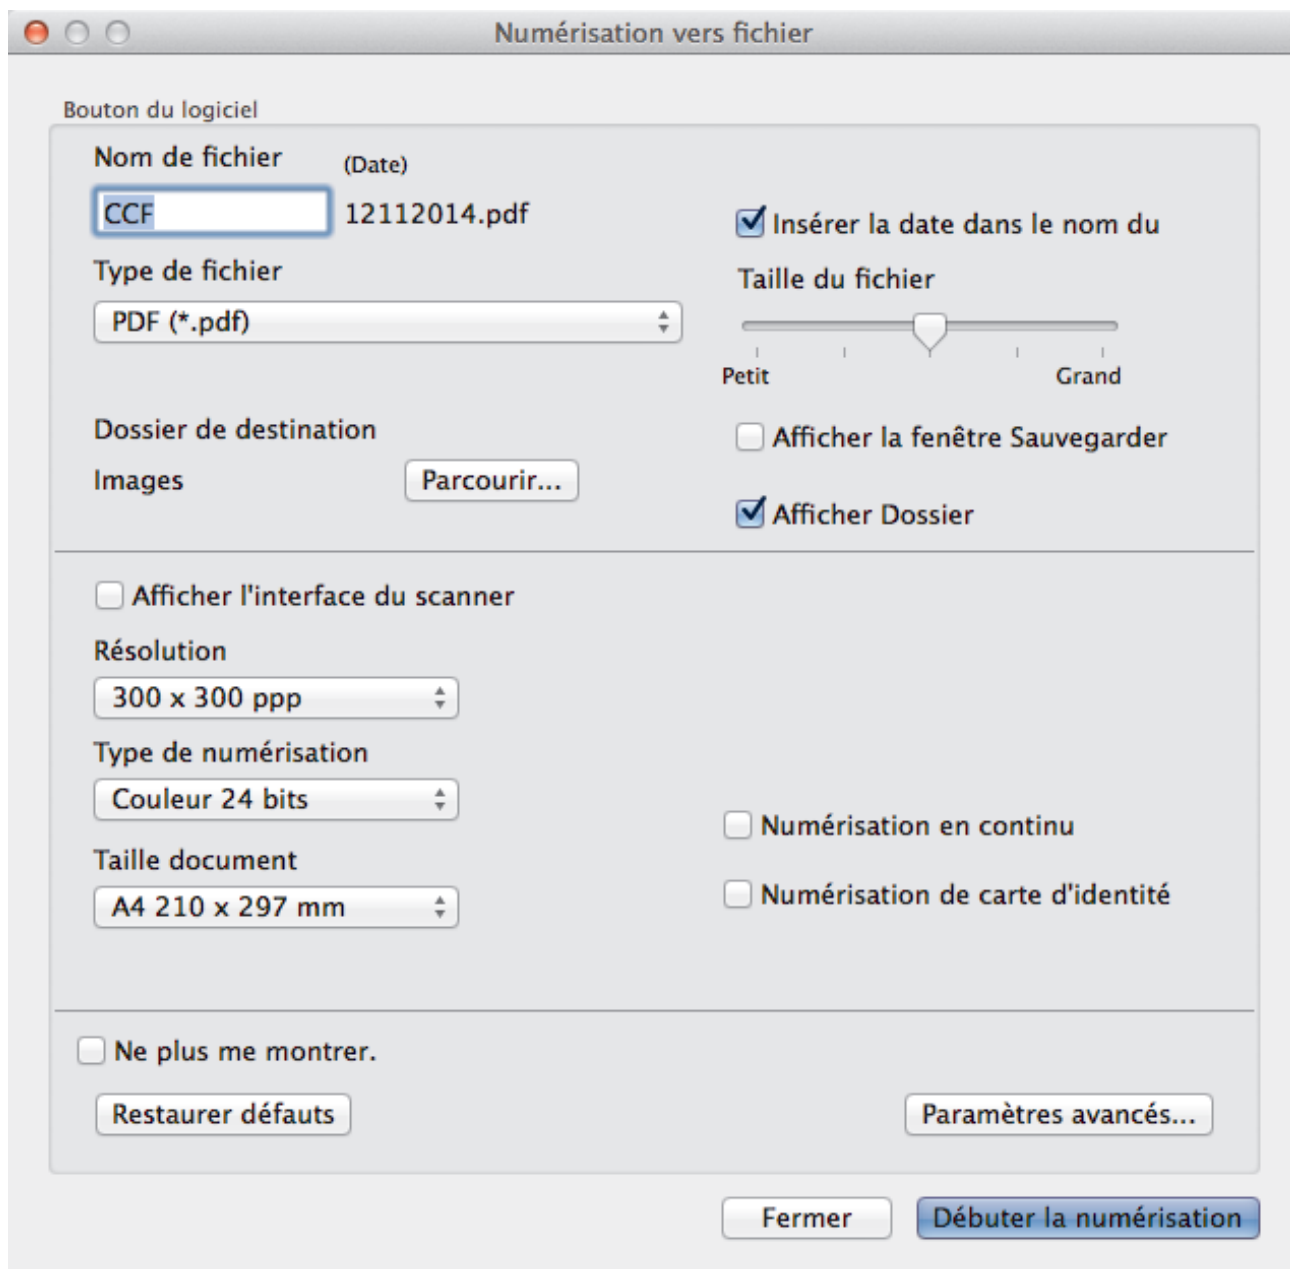 Numérisation vers fichier
Bouton du logiciel
Nom de fichier (Date)
CCF 12112014.pdf
Insérer la date dans le nom du
Type de fichier
Taille du fichier
PDF (*.pdf)
Petit Grand
Dossier de destination
Afficher la fenêtre Sauvegarder
Images Parcourir...
Afficher Dossier
Afficher l'interface du scanner
Résolution
300 x 300 ppp
Type de numérisation
Couleur 24 bits
Numérisation en continu
Taille document
Numérisation de carte d'identité
A4 210 x 297 mm
Ne plus me montrer.
Restaurer défauts Paramètres avancés...
Fermer Débuter la numérisation